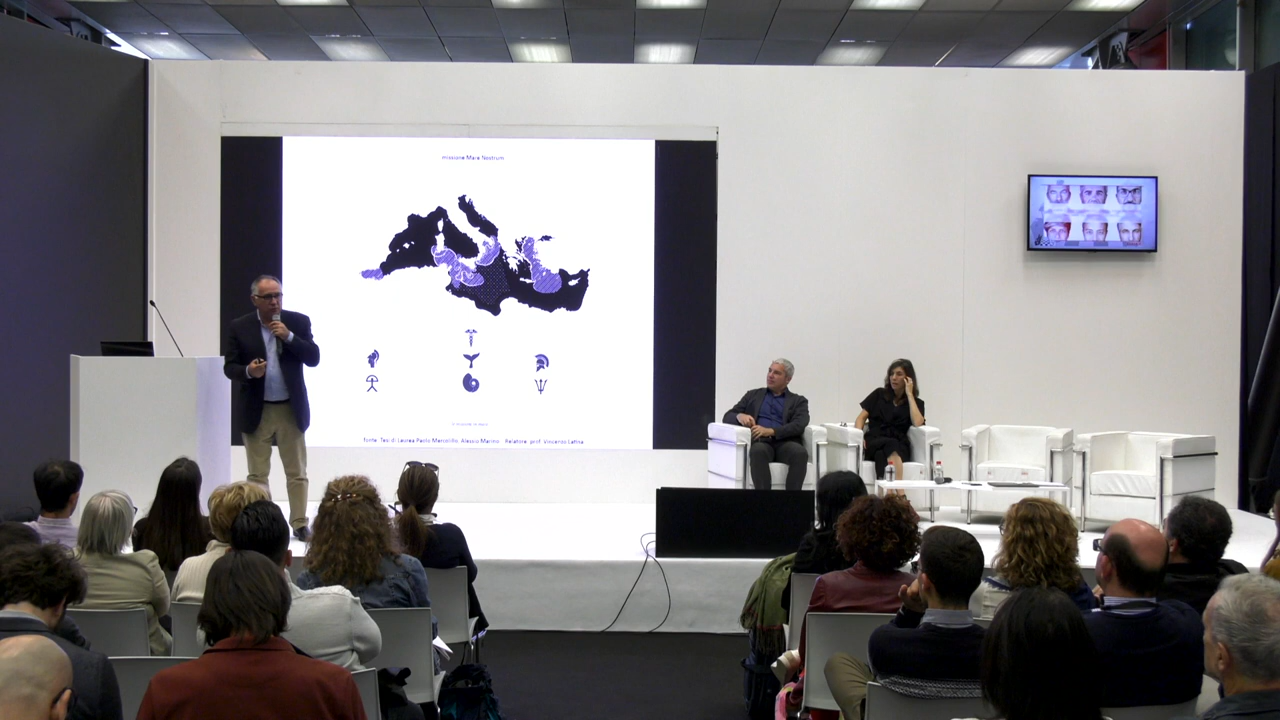 missione Mare Nostrum
fonte: Tesi di Laurea Paolo Mercolillo, Alessio Marino Relatore prof. Vincenzo Latina